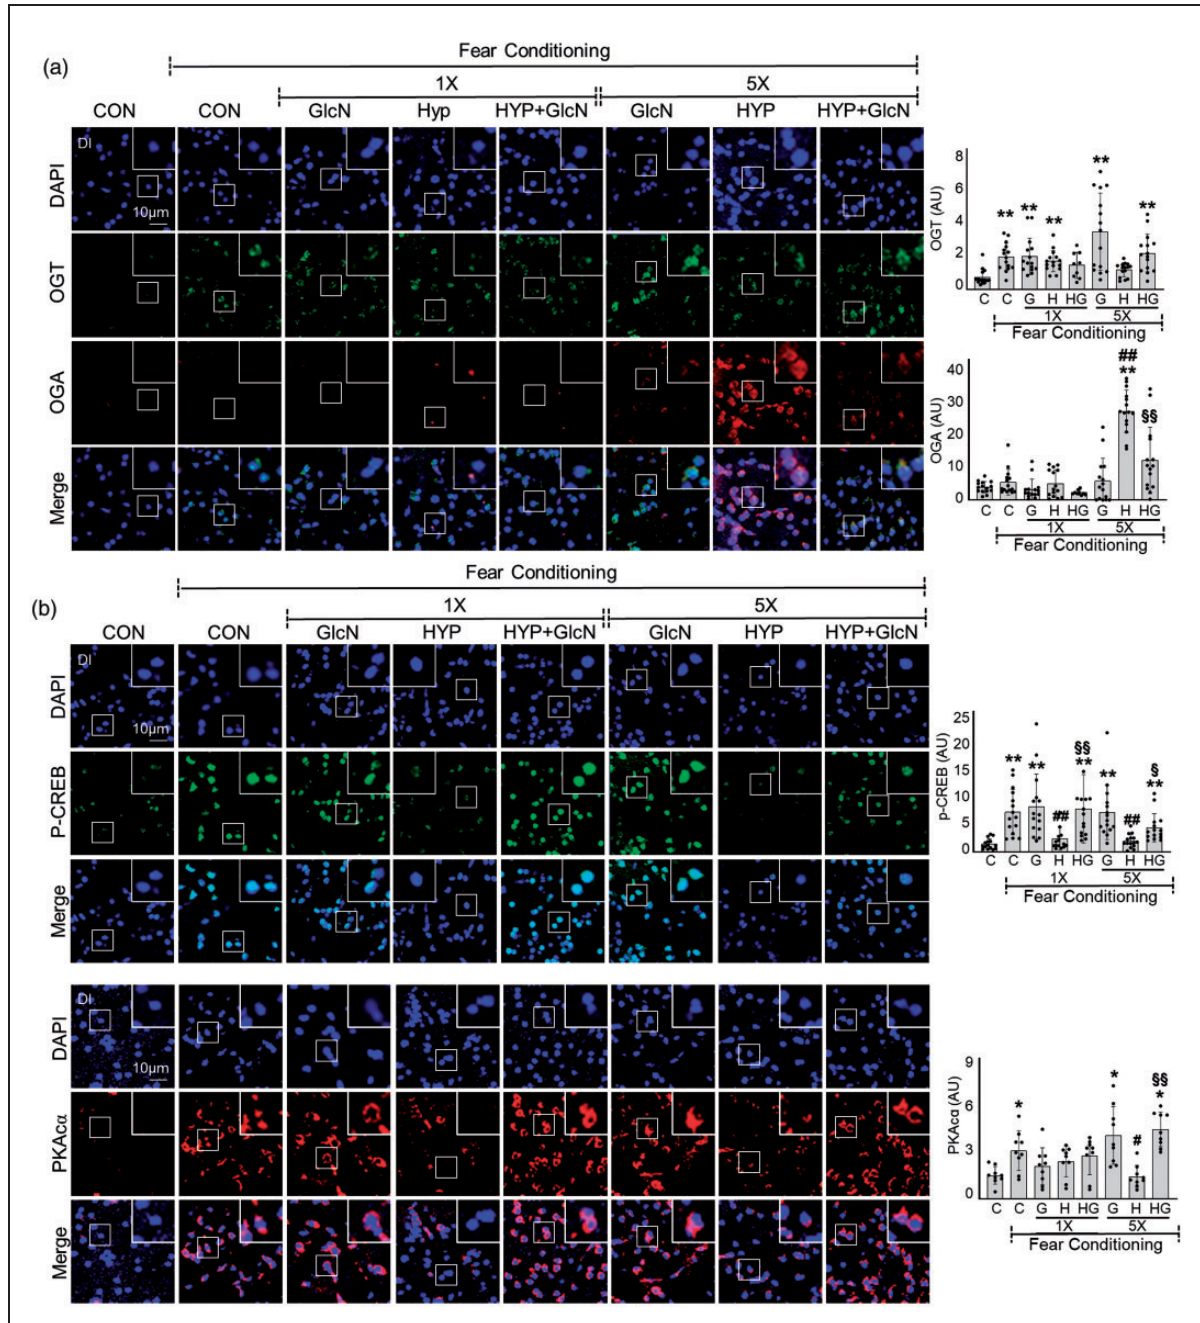 (a)
Fear Conditioning
1X 5X
CON CON GlcN Hyp HYP+GlcN GlcN HYP HYP+GlcN
DAPI
DI
10µm
OGT
OGA
Merge
OGT (AU)
8
6
4
2
0
** ** ** ** **
C C G H HG G H HG
1X 5X
Fear Conditioning
OGA (AU)
40
30
20
10
0
##
**
§§
C C G H HG G H HG
1X 5X
Fear Conditioning
(b)
Fear Conditioning
1X 5X
CON CON GlcN HYP HYP+GlcN GlcN HYP HYP+GlcN
DAPI
DI
10µm
P-CREB
Merge
p-CREB (AU)
25
20
15
10
5
0
** ** ## §§ ** ** ## § **
C C G H HG G H HG
1X 5X
Fear Conditioning
DAPI
DI
10µm
PKAcα
Merge
PKAcα (AU)
9
6
3
0
* * # §§ *
C C G H HG G H HG
1X 5X
Fear Conditioning